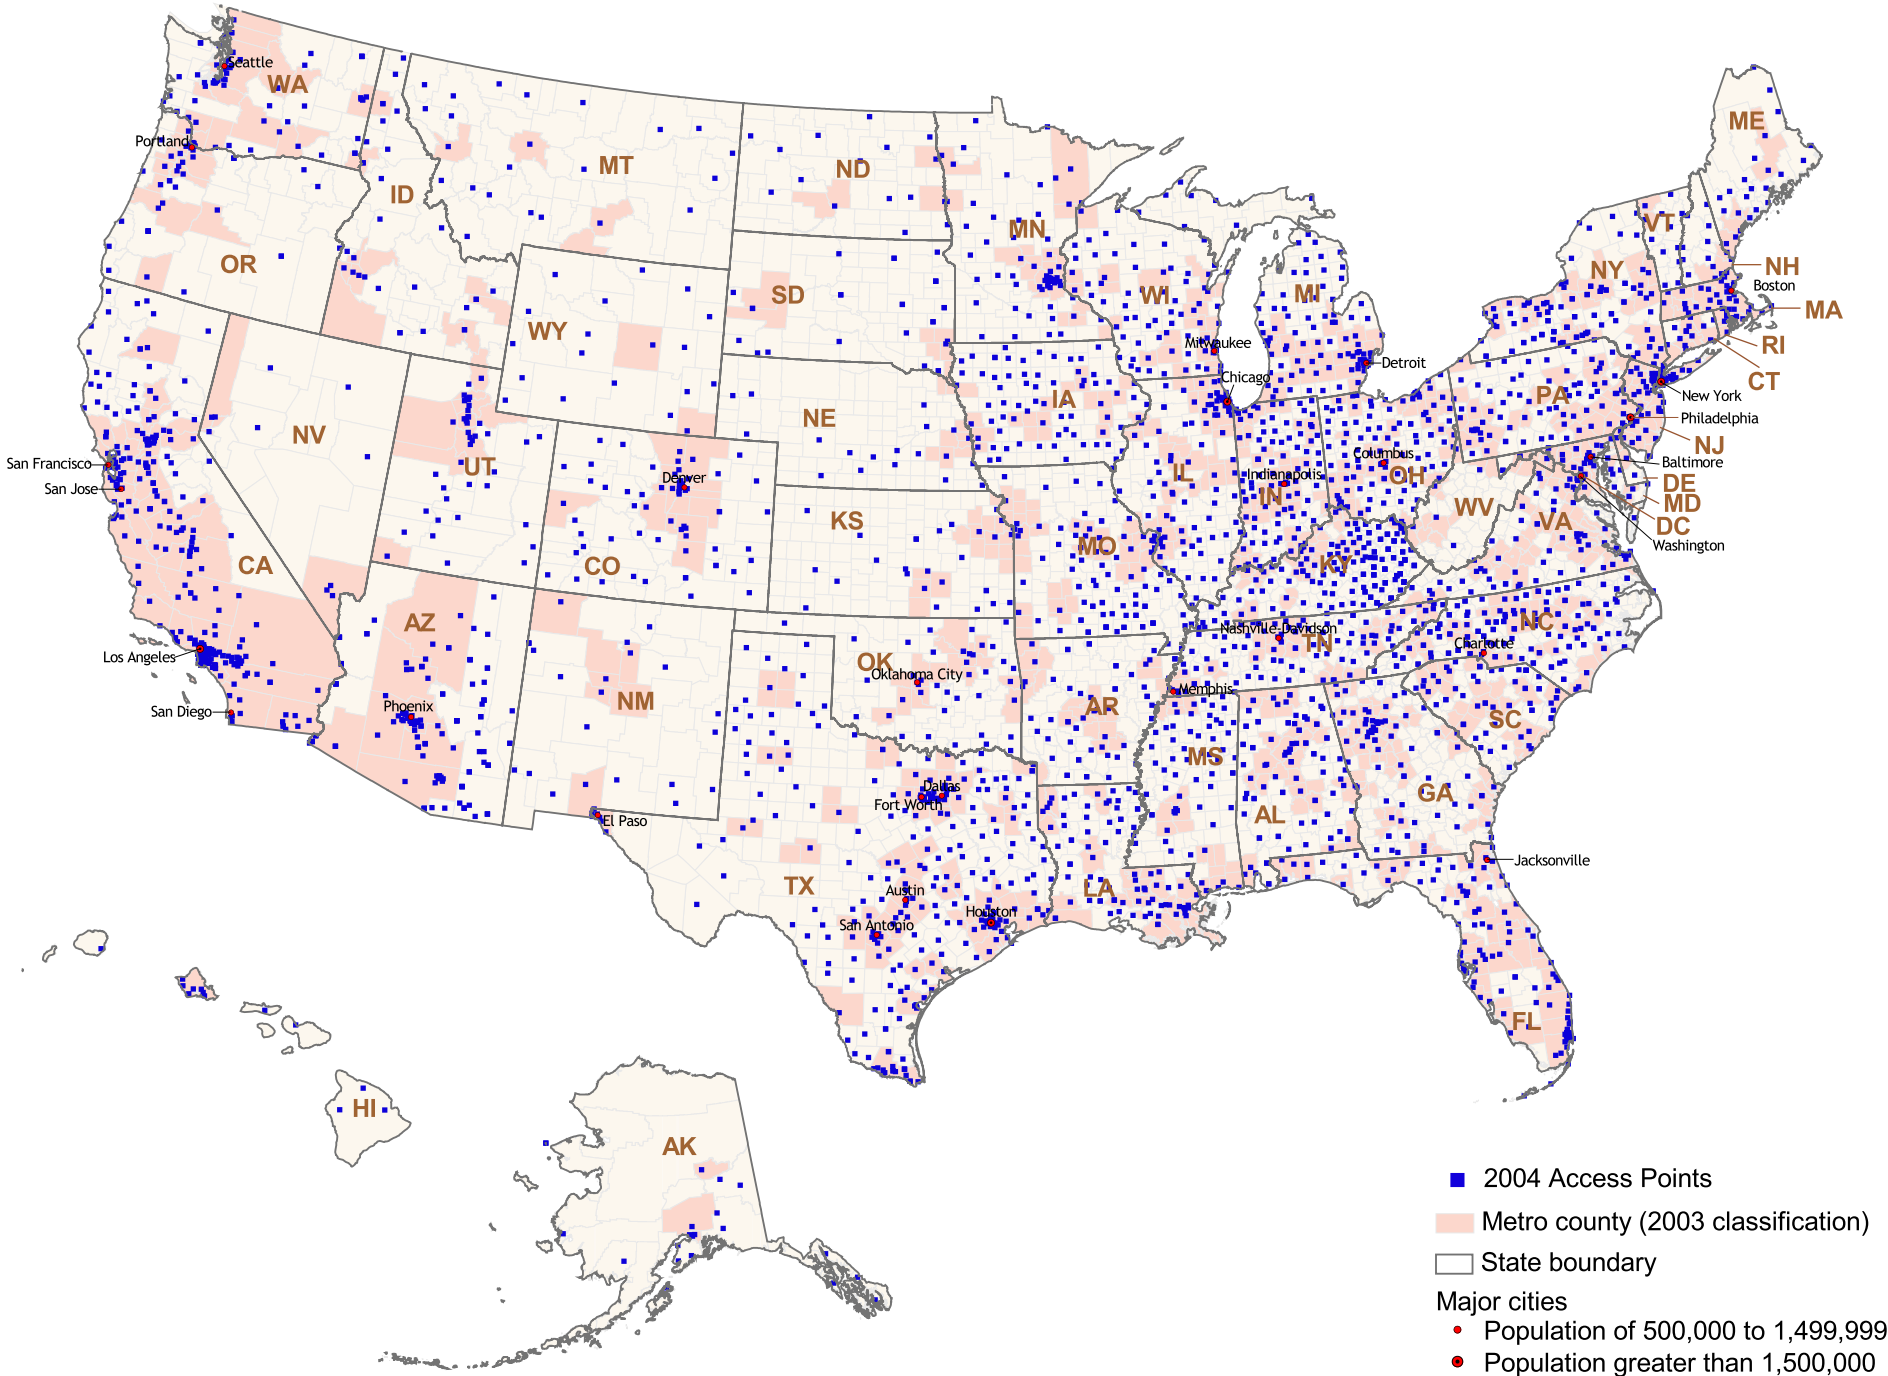 Seattle
WA
Portland
MT
ND
ME
ID
MN
VT
OR
SD
WI
MI
NY
NH
Boston
MA
WY
Milwaukee
Detroit
RI
Chicago
CT
IA
PA
New York
NE
Philadelphia
NV
NJ
San Francisco
UT
Denver
IL
Indianapolis
Columbus
OH
Baltimore
San Jose
IN
DE
MD
KS
WV
VA
DC
Washington
CA
CO
MO
KY
AZ
Nashville-Davidson
TN
NC
Charlotte
Los Angeles
OK
Oklahoma City
NM
Memphis
San Diego
Phoenix
AR
SC
MS
Dallas
Fort Worth
GA
El Paso
AL
Jacksonville
TX
Austin
LA
San Antonio
Houston
FL
HI
AK
2004 Access Points
Metro county (2003 classification)
State boundary
Major cities
Population of 500,000 to 1,499,999
Population greater than 1,500,000